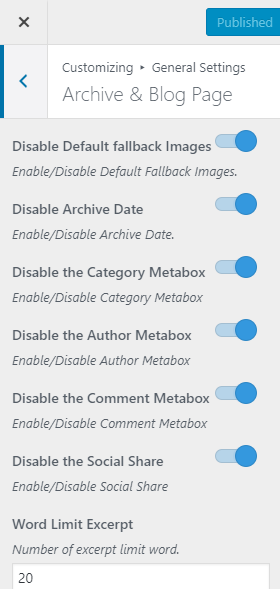 Published
Customizing ▸ General Settings
Archive & Blog Page
Disable Default fallback Images
Enable/Disable Default Fallback Images.
Disable Archive Date
Enable/Disable Archive Date.
Disable the Category Metabox
Enable/Disable Category Metabox
Disable the Author Metabox
Enable/Disable Author Metabox
Disable the Comment Metabox
Enable/Disable Comment Metabox
Disable the Social Share
Enable/Disable Social Share
Word Limit Excerpt
Number of excerpt limit word.
20